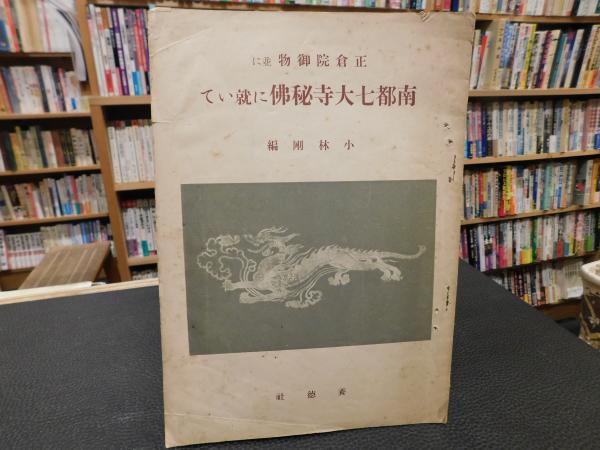 正倉院御物並に
南都七大寺秘佛に就いて
小林剛編
養徳社